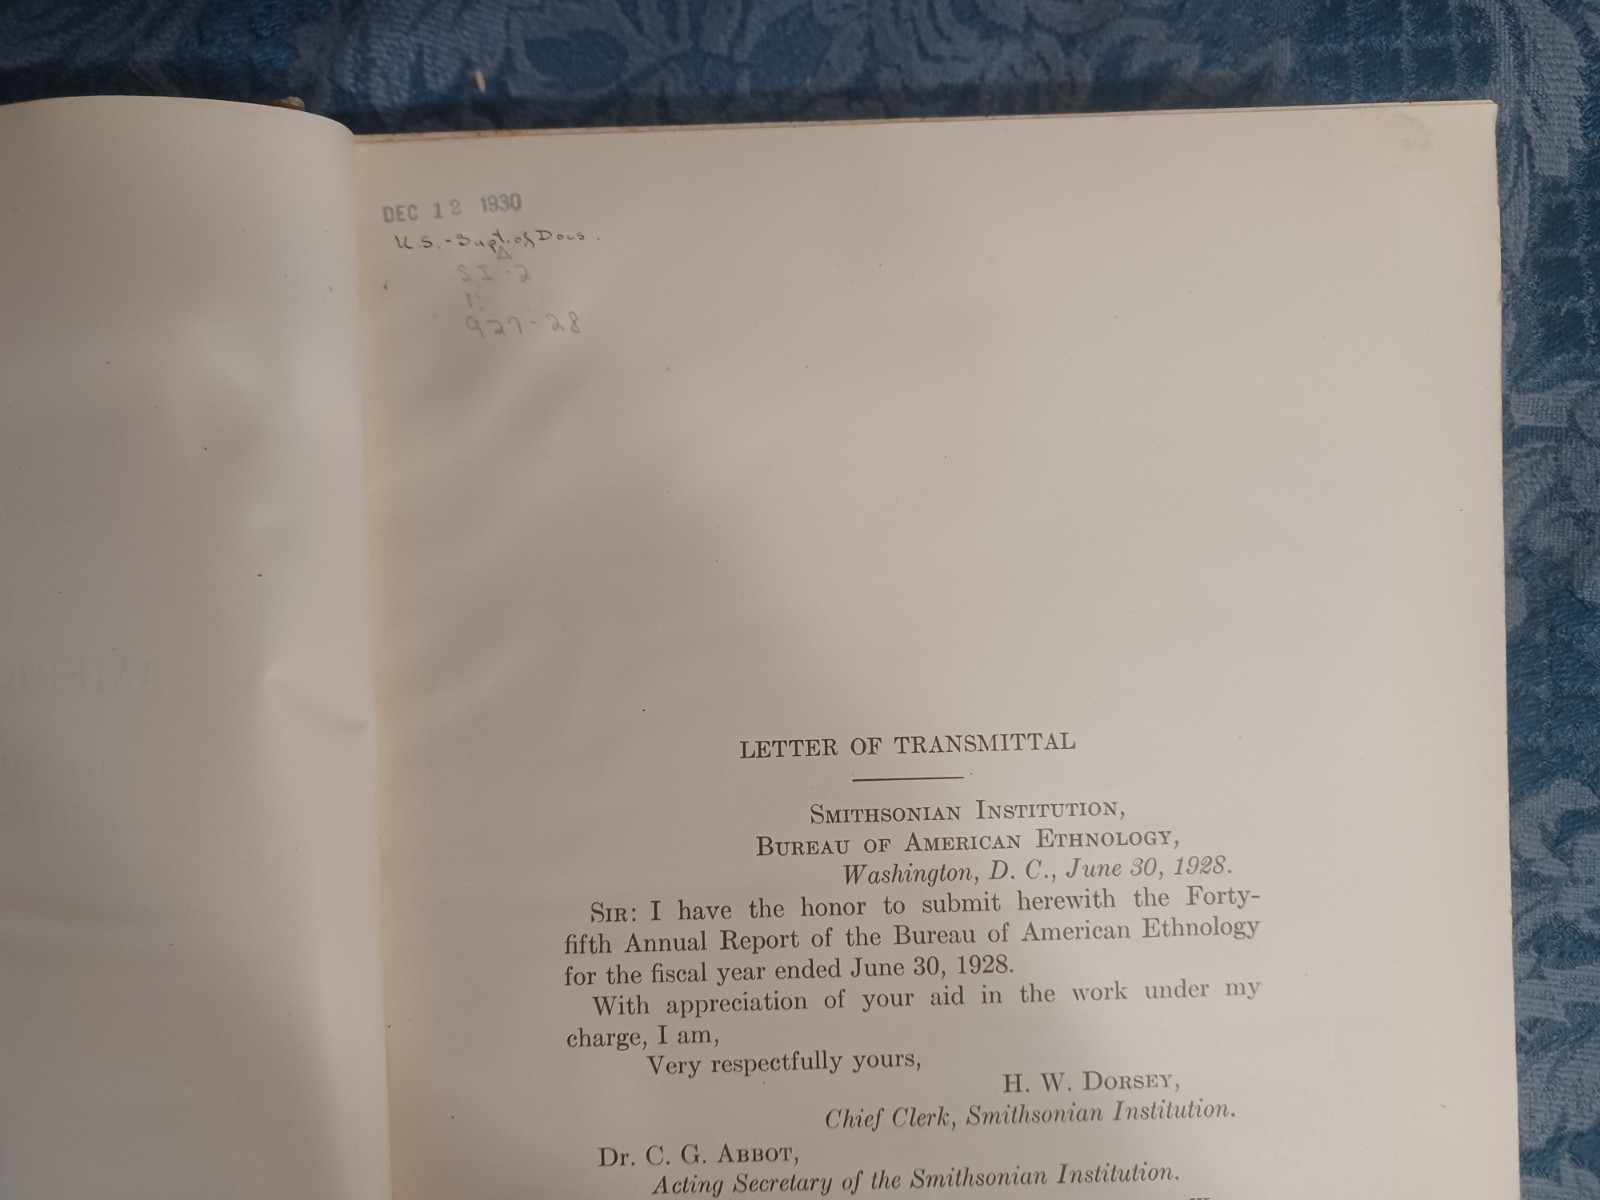 DEC 12 1930
U.S.-Supt. of Docs.
SI-2
1:
927-28
LETTER OF TRANSMITTAL
SMITHSONIAN INSTITUTION,
BUREAU OF AMERICAN ETHNOLOGY,
Washington, D. C., June 30, 1928.
SIR: I have the honor to submit herewith the Forty-
fifth Annual Report of the Bureau of American Ethnology
for the fiscal year ended June 30, 1928.
With appreciation of your aid in the work under my
charge, I am,
Very respectfully yours,
H. W. DORSEY,
Chief Clerk, Smithsonian Institution.
Dr. C. G. ABBOT,
Acting Secretary of the Smithsonian Institution.